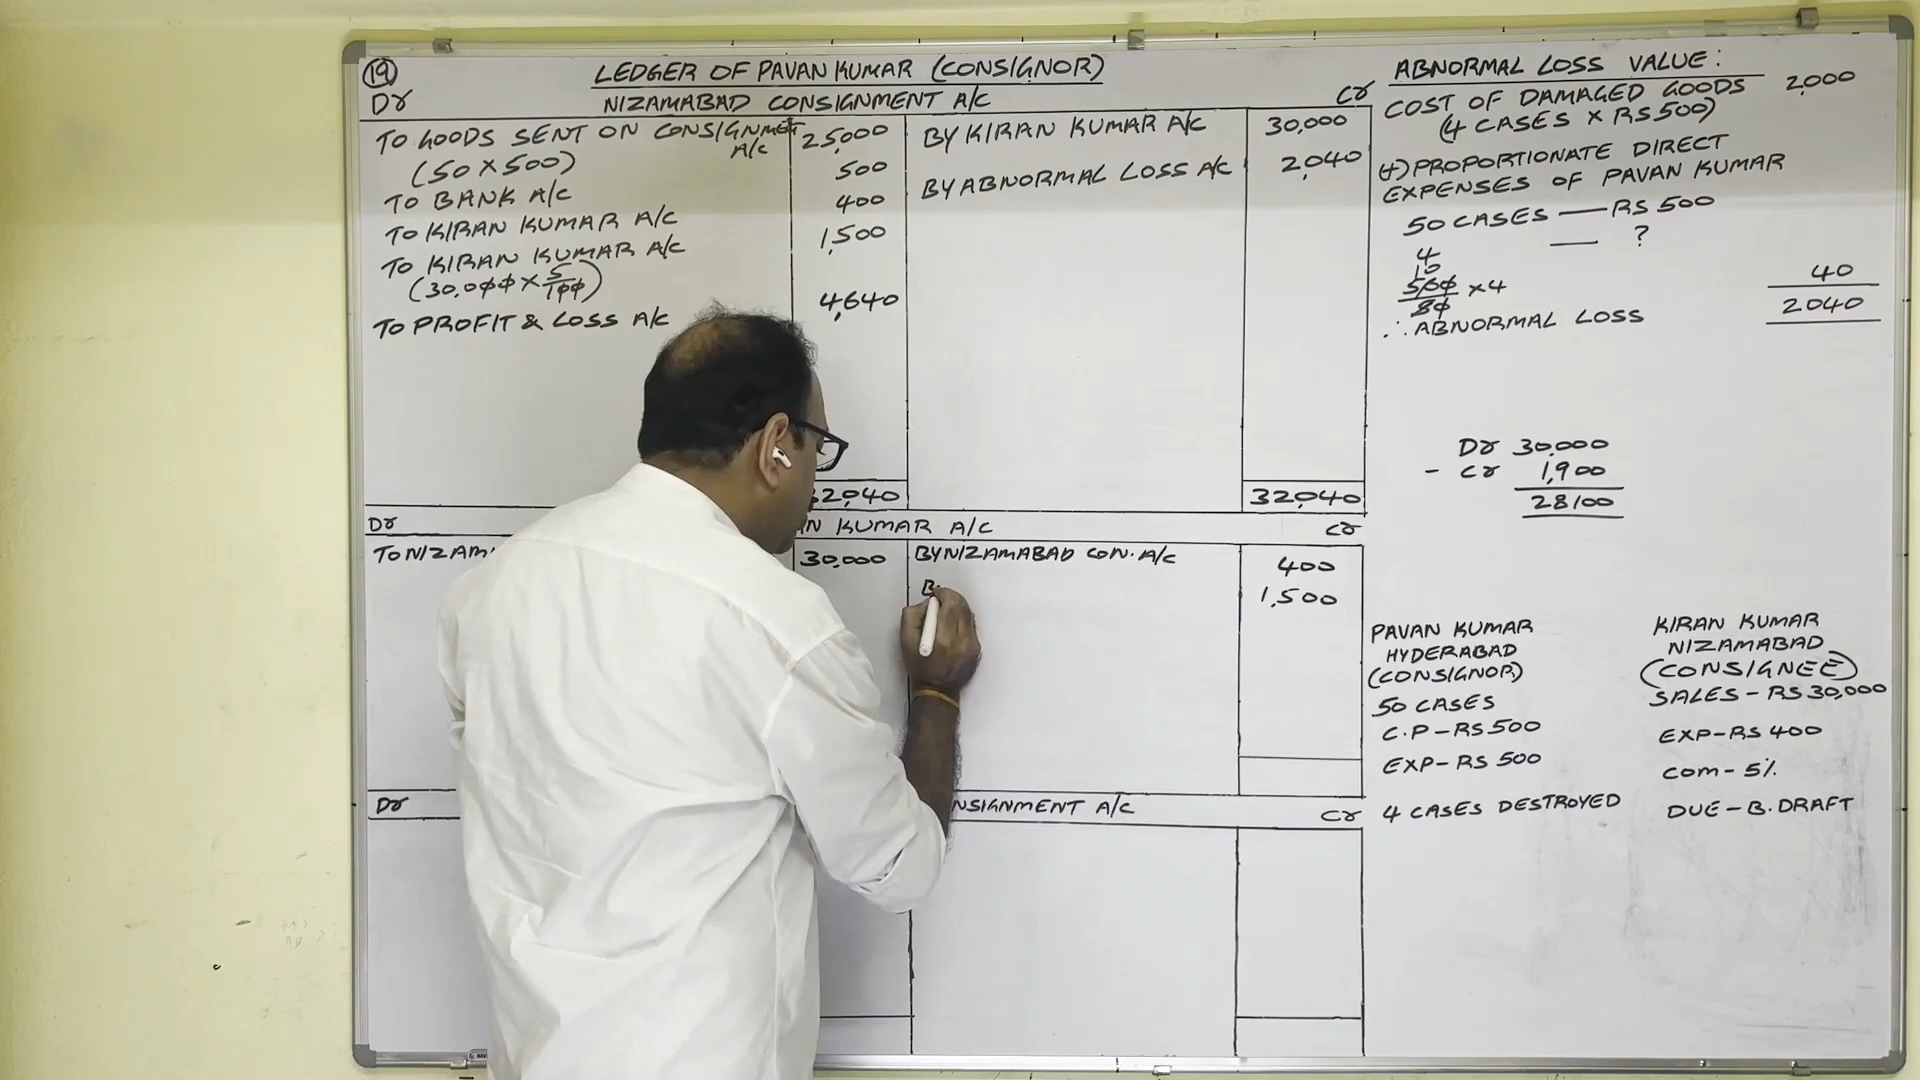 19
LEDGER OF PAVAN KUMAR (CONSIGNOR)
Dr NIZAMABAD CONSIGNMENT A/C Cr
TO GOODS SENT ON CONSIGNMENT A/c 25,000
(50 X 500)
TO BANK A/C 500
TO KIRAN KUMAR A/C 400
TO KIRAN KUMAR A/C 1,500
(30,000 X 5/100)
TO PROFIT & LOSS A/C 4,640
32,040
BY KIRAN KUMAR A/C 30,000
BY ABNORMAL LOSS A/C 2,040
32,040
Dr KUMAR A/C Cr
30,000
BY NIZAMABAD CON. A/C 400
1,500
Dr A/C Cr
ABNORMAL LOSS VALUE:
COST OF DAMAGED GOODS 2,000
(4 CASES X RS 500)
(+) PROPORTIONATE DIRECT
EXPENSES OF PAVAN KUMAR
50 CASES — RS 500
4 — ?
10
500/50 X 4 40
∴ ABNORMAL LOSS 2040
Dr 30,000
- Cr 1,900
28100
PAVAN KUMAR
HYDERABAD
(CONSIGNOR)
50 CASES
C.P - RS 500
EXP - RS 500
4 CASES DESTROYED
KIRAN KUMAR
NIZAMABAD
(CONSIGNEE)
SALES - RS 30,000
EXP - RS 400
COM - 5%
DUE - B. DRAFT